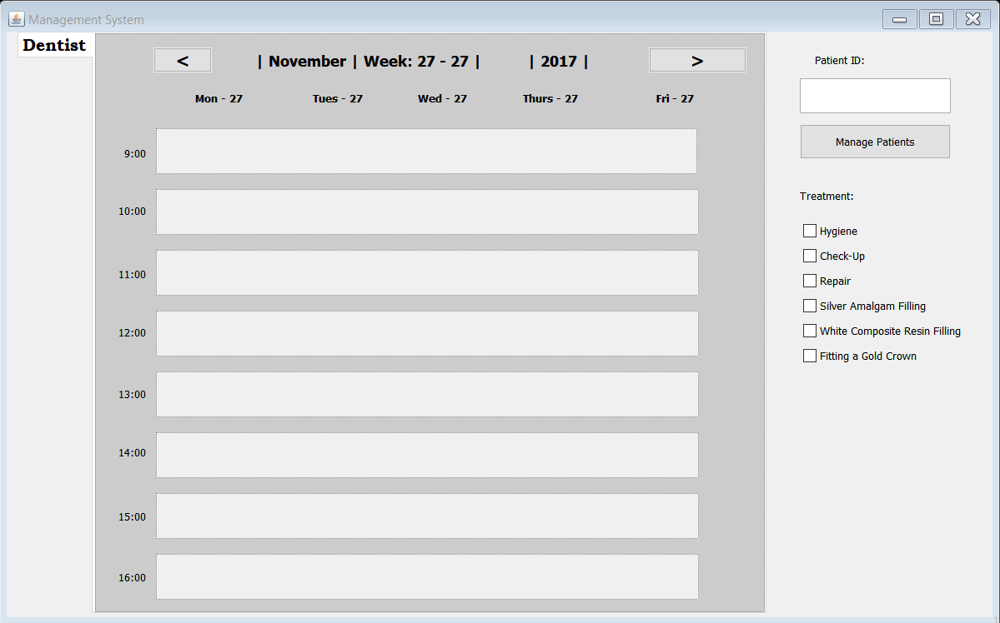 Management System
Dentist
< | November | Week: 27 - 27 | | 2017 | >
Mon - 27 Tues - 27 Wed - 27 Thurs - 27 Fri - 27
9:00
10:00
11:00
12:00
13:00
14:00
15:00
16:00
Patient ID:
Manage Patients
Treatment:
Hygiene
Check-Up
Repair
Silver Amalgam Filling
White Composite Resin Filling
Fitting a Gold Crown